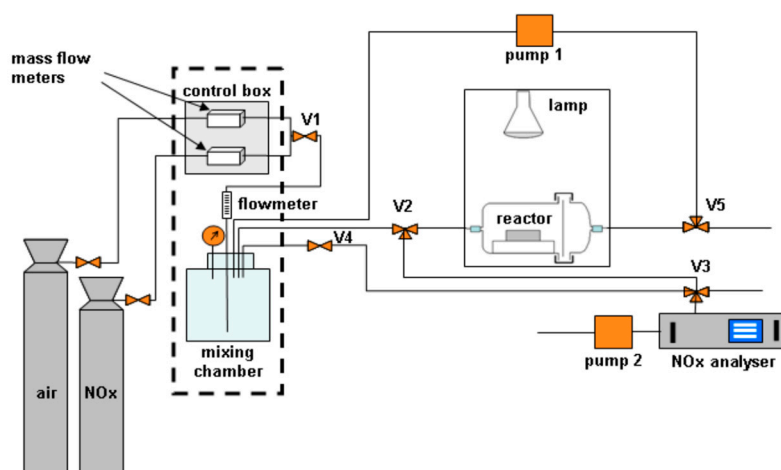 pump 1
mass flow
meters
control box
lamp
V1
flowmeter
V2
reactor
V5
V4
V3
mixing
chamber
pump 2
NOx analyser
air
NOx